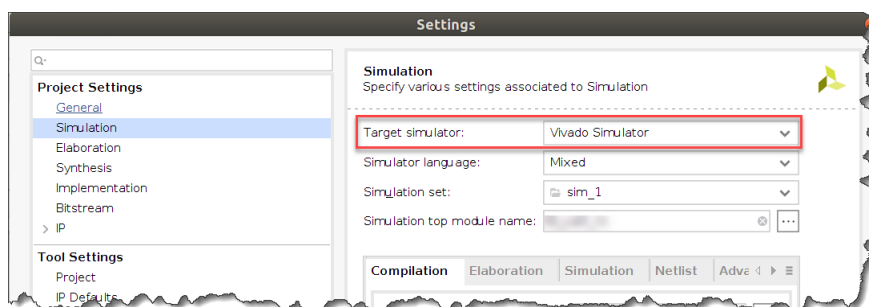 Settings
Project Settings
General
Simulation
Elaboration
Synthesis
Implementation
Bitstream
IP
Tool Settings
Project
IP Defaults
Simulation
Specify various settings associated to Simulation
Target simulator: Vivado Simulator
Simulator language: Mixed
Simulation set: sim_1
Simulation top module name:
Compilation Elaboration Simulation Netlist Adva